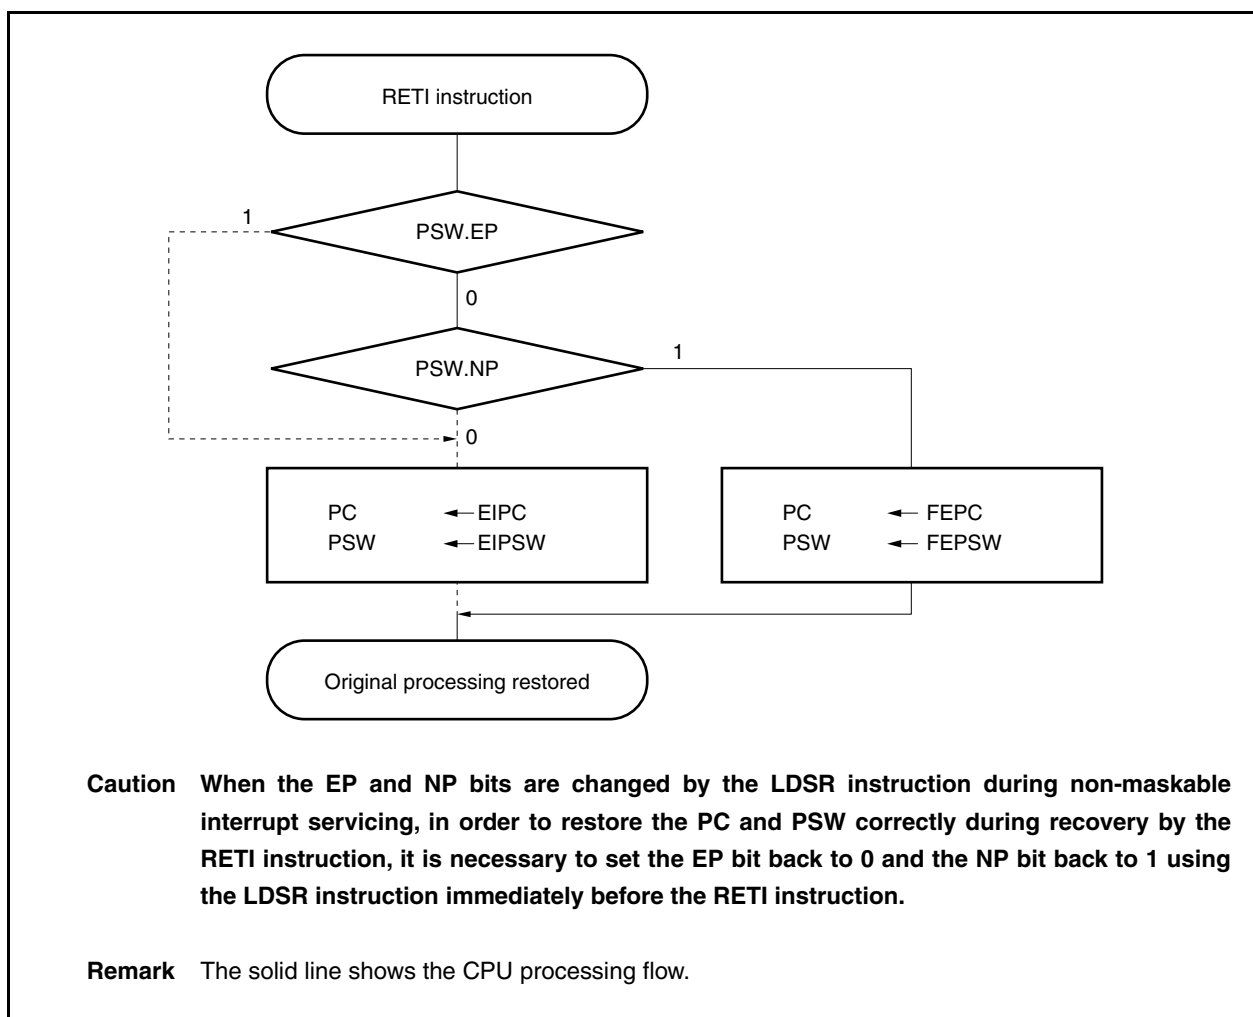 RETI instruction
1
PSW.EP
0
PSW.NP
1
0
PC EIPC
PSW EIPSW
PC FEPC
PSW FEPSW
Original processing restored
Caution When the EP and NP bits are changed by the LDSR instruction during non-maskable
interrupt servicing, in order to restore the PC and PSW correctly during recovery by the
RETI instruction, it is necessary to set the EP bit back to 0 and the NP bit back to 1 using
the LDSR instruction immediately before the RETI instruction.
Remark The solid line shows the CPU processing flow.